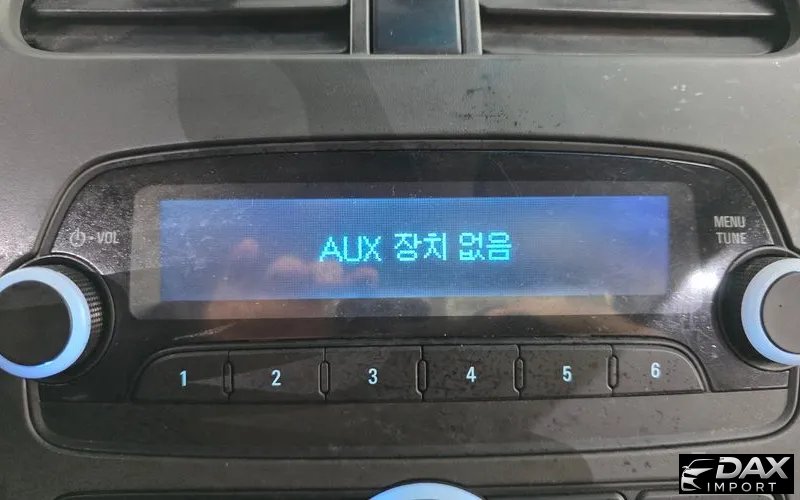 AUX 장치 없음
-VOL
MENU
TUNE
1 2 3 4 5 6
DAX
IMPORT